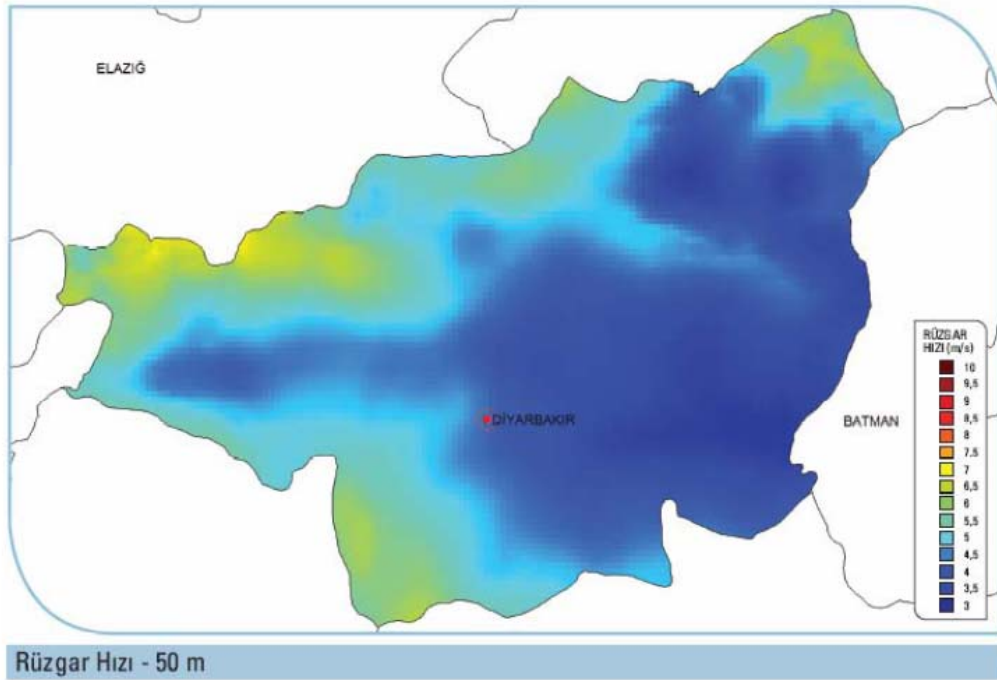 ELAZIĞ
RÜZGAR
HIZI (m/s)
10
9,5
9
8,5
8
7,5
7
6,5
6
5,5
5
4,5
4
3,5
3
DİYARBAKIR
BATMAN
Rüzgar Hızı - 50 m